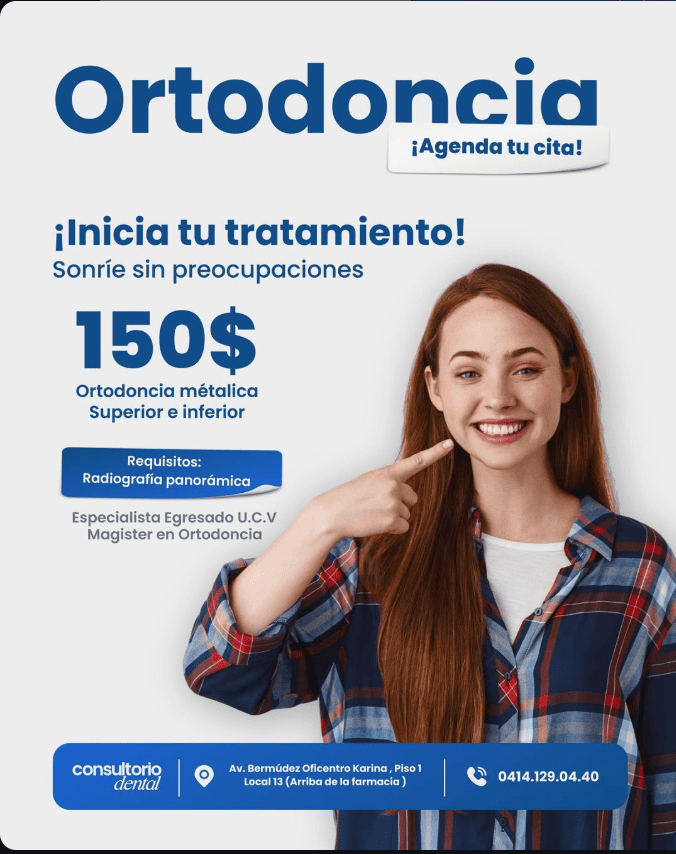 Ortodoncia
¡Agenda tu cita!
¡Inicia tu tratamiento!
Sonríe sin preocupaciones
150$
Ortodoncia métalica
Superior e inferior
Requisitos:
Radiografía panorámica
Especialista Egresado U.C.V
Magister en Ortodoncia
consultorio
dental
Av. Bermúdez Oficentro Karina , Piso 1
Local 13 (Arriba de la farmacia )
0414.129.04.40